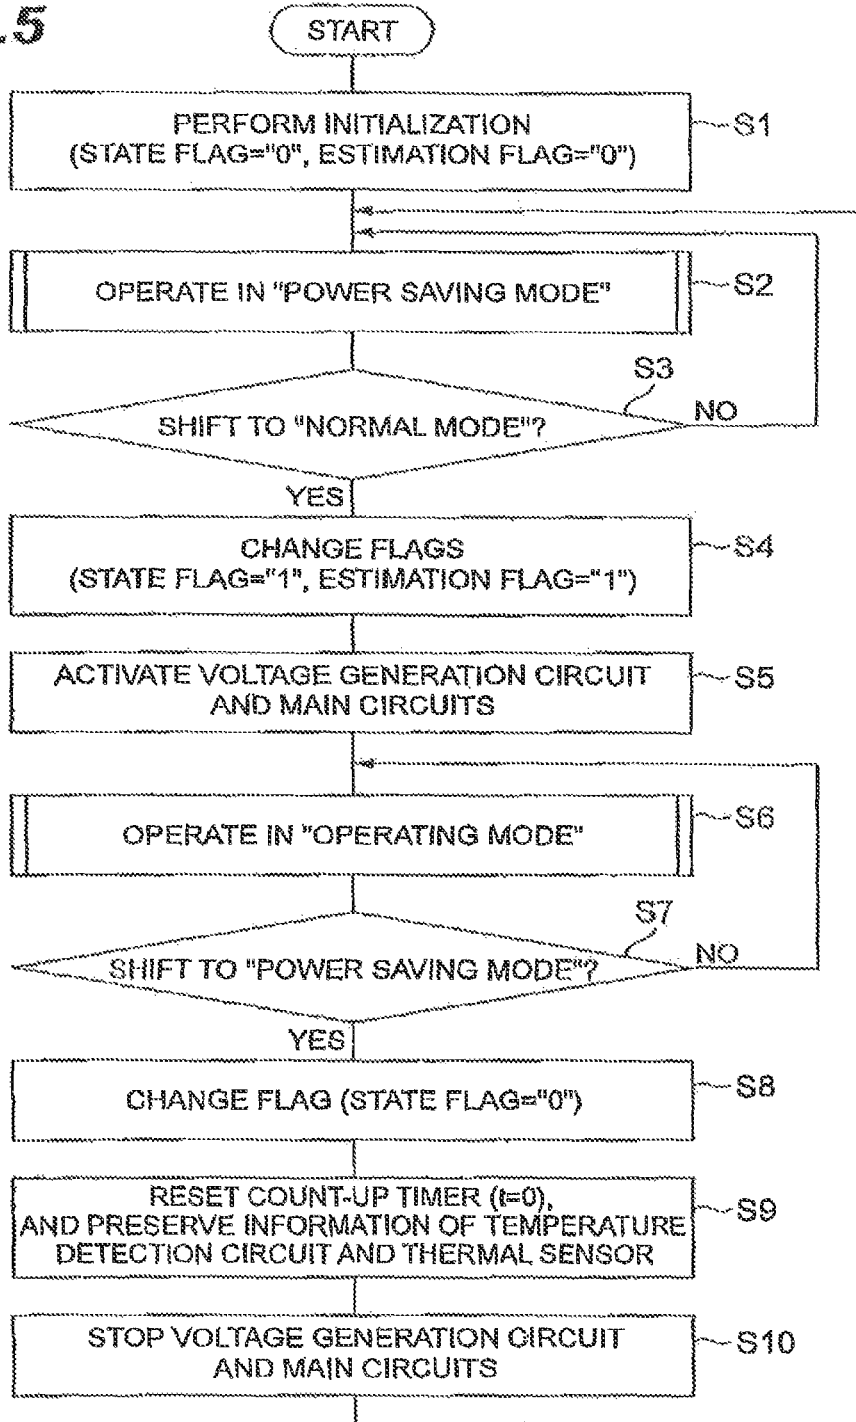 .5
START
PERFORM INITIALIZATION
(STATE FLAG="0", ESTIMATION FLAG="0")
S1
OPERATE IN "POWER SAVING MODE"
S2
S3
SHIFT TO "NORMAL MODE"?
NO
YES
CHANGE FLAGS
(STATE FLAG="1", ESTIMATION FLAG="1")
S4
ACTIVATE VOLTAGE GENERATION CIRCUIT
AND MAIN CIRCUITS
S5
OPERATE IN "OPERATING MODE"
S6
S7
SHIFT TO "POWER SAVING MODE"?
NO
YES
CHANGE FLAG (STATE FLAG="0")
S8
RESET COUNT-UP TIMER (t=0),
AND PRESERVE INFORMATION OF TEMPERATURE
DETECTION CIRCUIT AND THERMAL SENSOR
S9
STOP VOLTAGE GENERATION CIRCUIT
AND MAIN CIRCUITS
S10